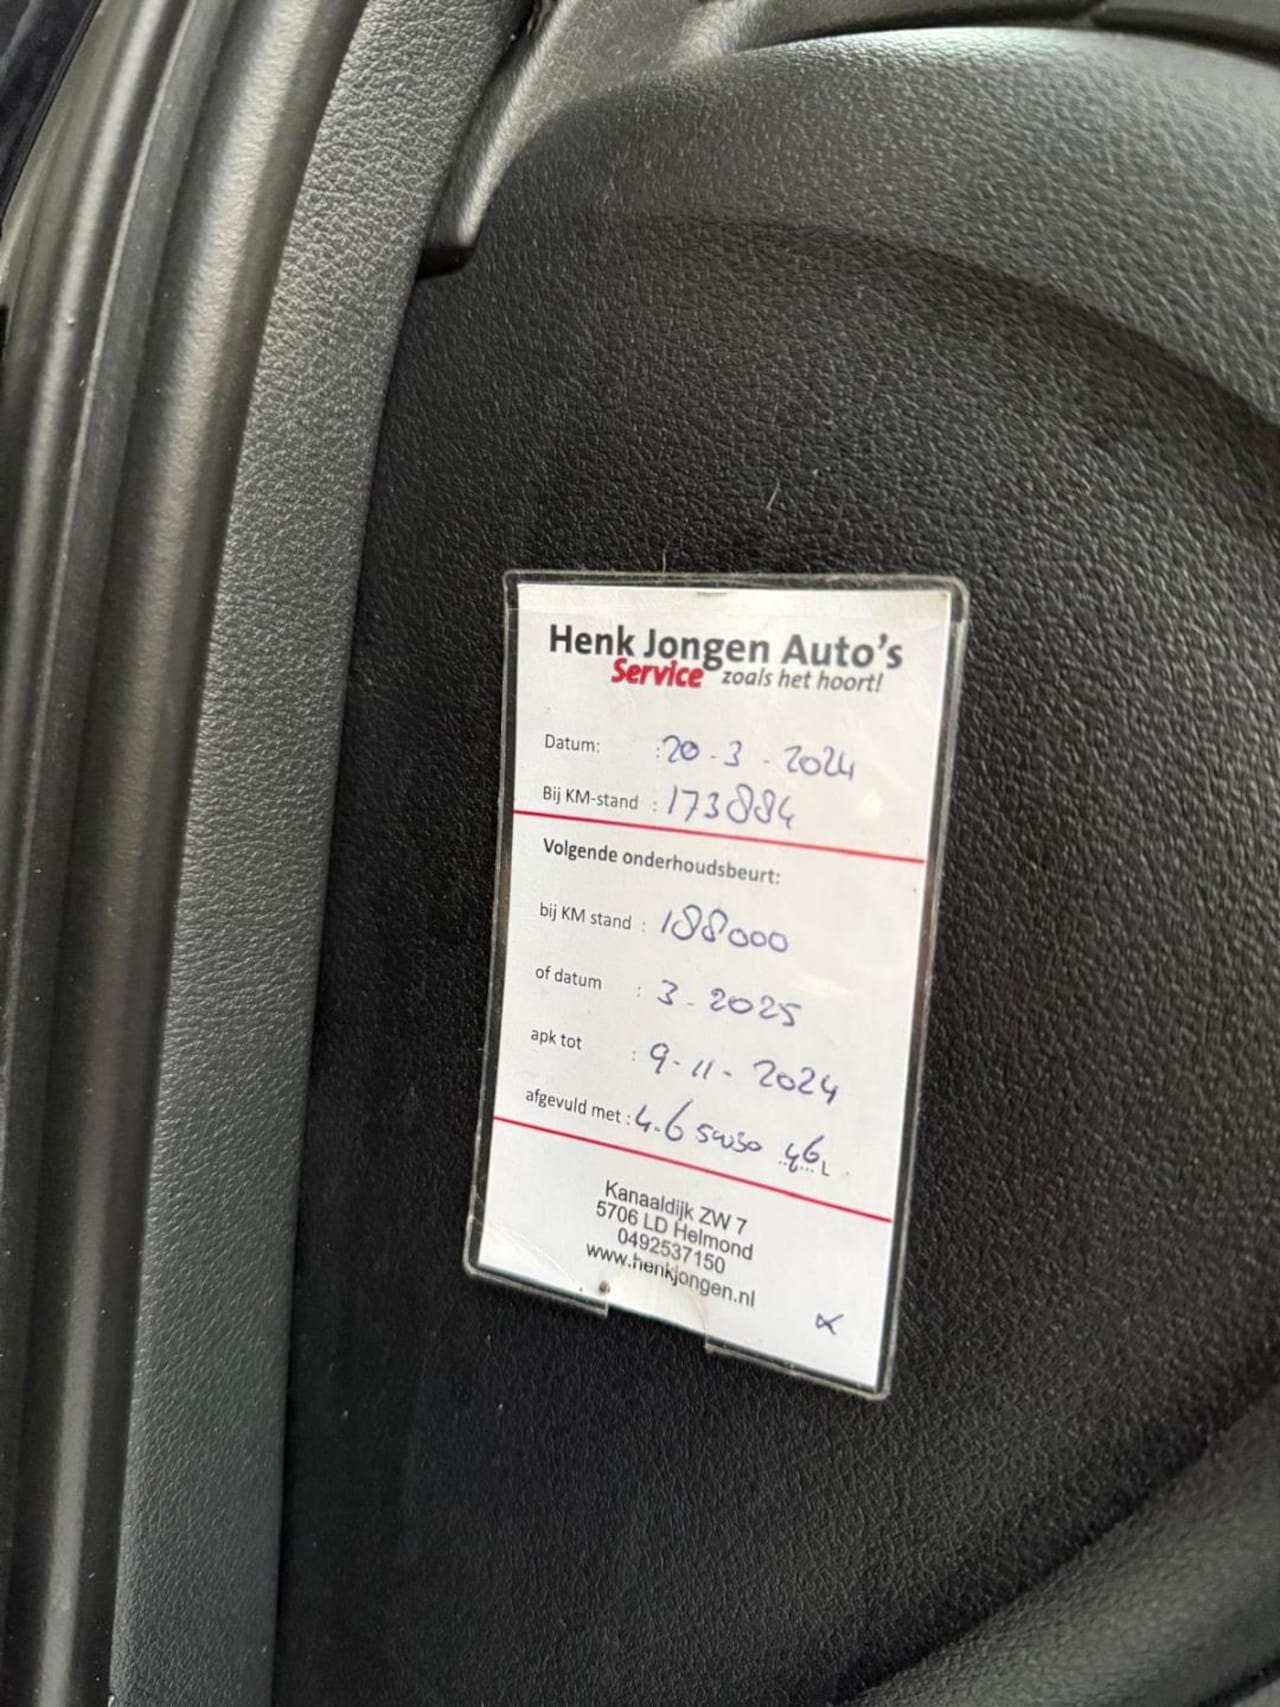 Henk Jongen Auto's
Service zoals het hoort!
Datum: : 20-3-2024
Bij KM-stand : 173884
Volgende onderhoudsbeurt:
bij KM stand : 188000
of datum : 3-2025
apk tot : 9-11-2024
afgevuld met : 4.6 5W30 4,6 L
Kanaaldijk ZW 7
5706 LD Helmond
0492537150
www.henkjongen.nl